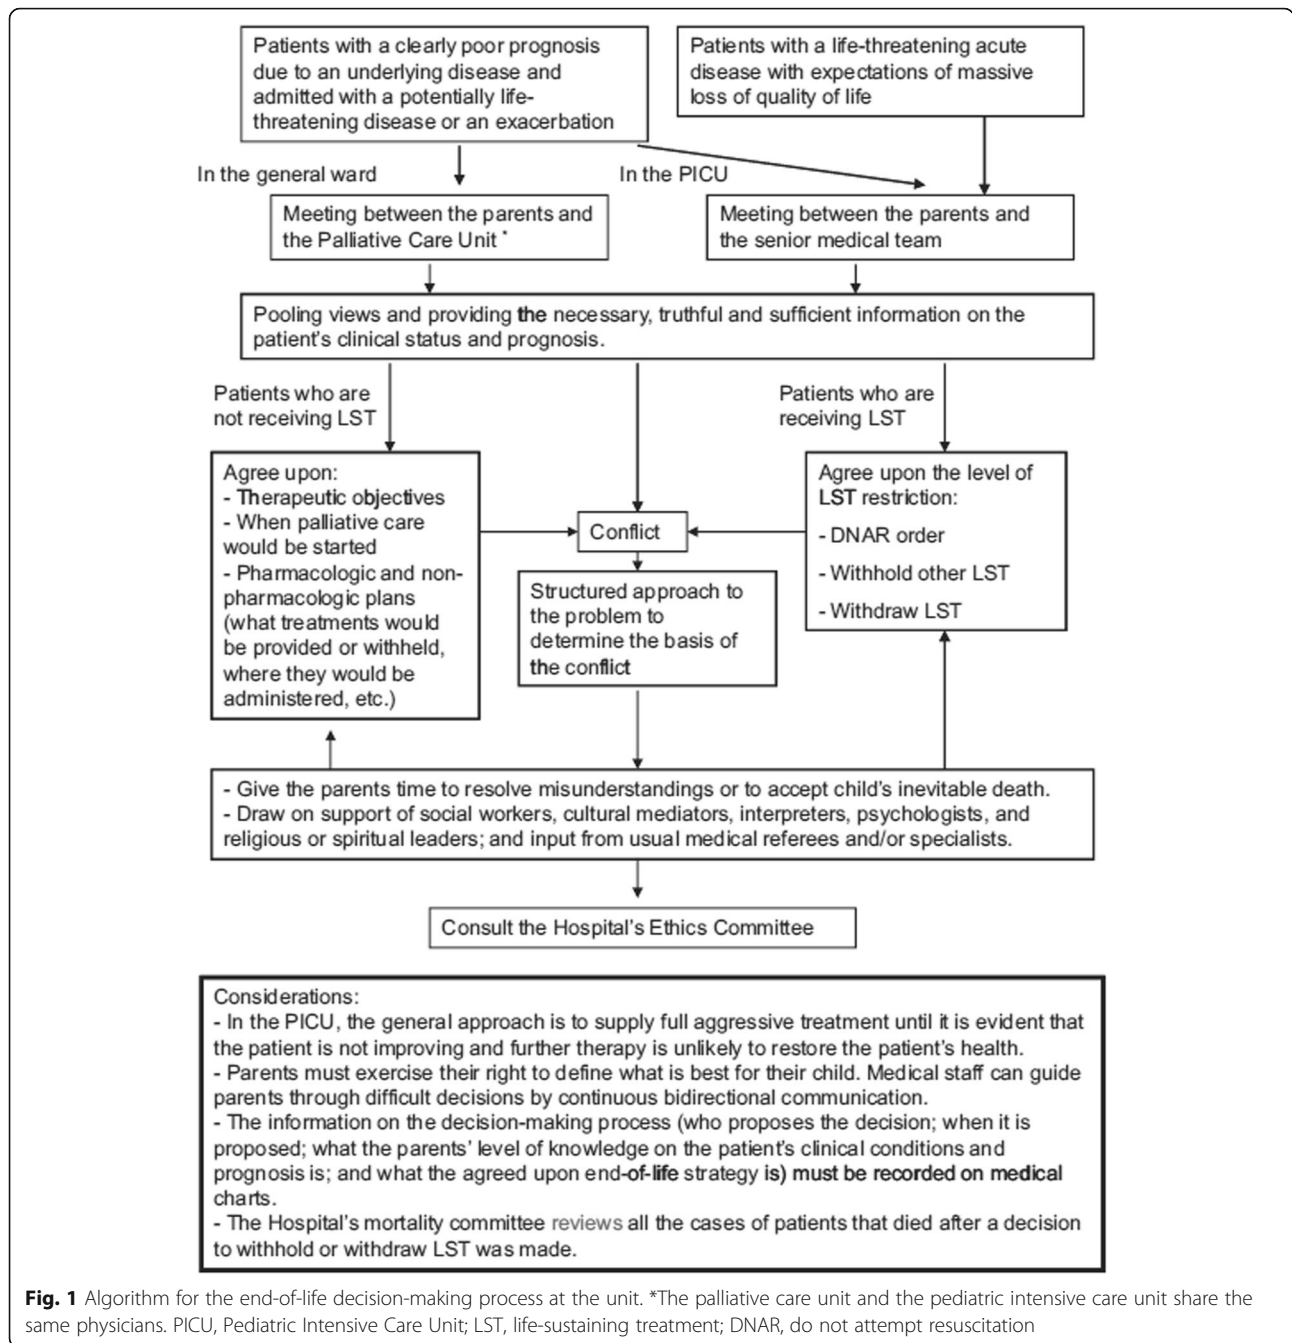 Patients with a clearly poor prognosis
due to an underlying disease and
admitted with a potentially life-
threatening disease or an exacerbation
Patients with a life-threatening acute
disease with expectations of massive
loss of quality of life
In the general ward
In the PICU
Meeting between the parents and
the Palliative Care Unit *
Meeting between the parents and
the senior medical team
Pooling views and providing the necessary, truthful and sufficient information on the
patient's clinical status and prognosis.
Patients who are
not receiving LST
Patients who are
receiving LST
Agree upon:
- Therapeutic objectives
- When palliative care
would be started
- Pharmacologic and non-
pharmacologic plans
(what treatments would
be provided or withheld,
where they would be
administered, etc.)
Conflict
Structured approach to
the problem to
determine the basis of
the conflict
Agree upon the level of
LST restriction:
- DNAR order
- Withhold other LST
- Withdraw LST
- Give the parents time to resolve misunderstandings or to accept child's inevitable death.
- Draw on support of social workers, cultural mediators, interpreters, psychologists, and
religious or spiritual leaders; and input from usual medical referees and/or specialists.
Consult the Hospital's Ethics Committee
Considerations:
- In the PICU, the general approach is to supply full aggressive treatment until it is evident that
the patient is not improving and further therapy is unlikely to restore the patient's health.
- Parents must exercise their right to define what is best for their child. Medical staff can guide
parents through difficult decisions by continuous bidirectional communication.
- The information on the decision-making process (who proposes the decision; when it is
proposed; what the parents' level of knowledge on the patient's clinical conditions and
prognosis is; and what the agreed upon end-of-life strategy is) must be recorded on medical
charts.
- The Hospital's mortality committee reviews all the cases of patients that died after a decision
to withhold or withdraw LST was made.
Fig. 1 Algorithm for the end-of-life decision-making process at the unit. *The palliative care unit and the pediatric intensive care unit share the
same physicians. PICU, Pediatric Intensive Care Unit; LST, life-sustaining treatment; DNAR, do not attempt resuscitation